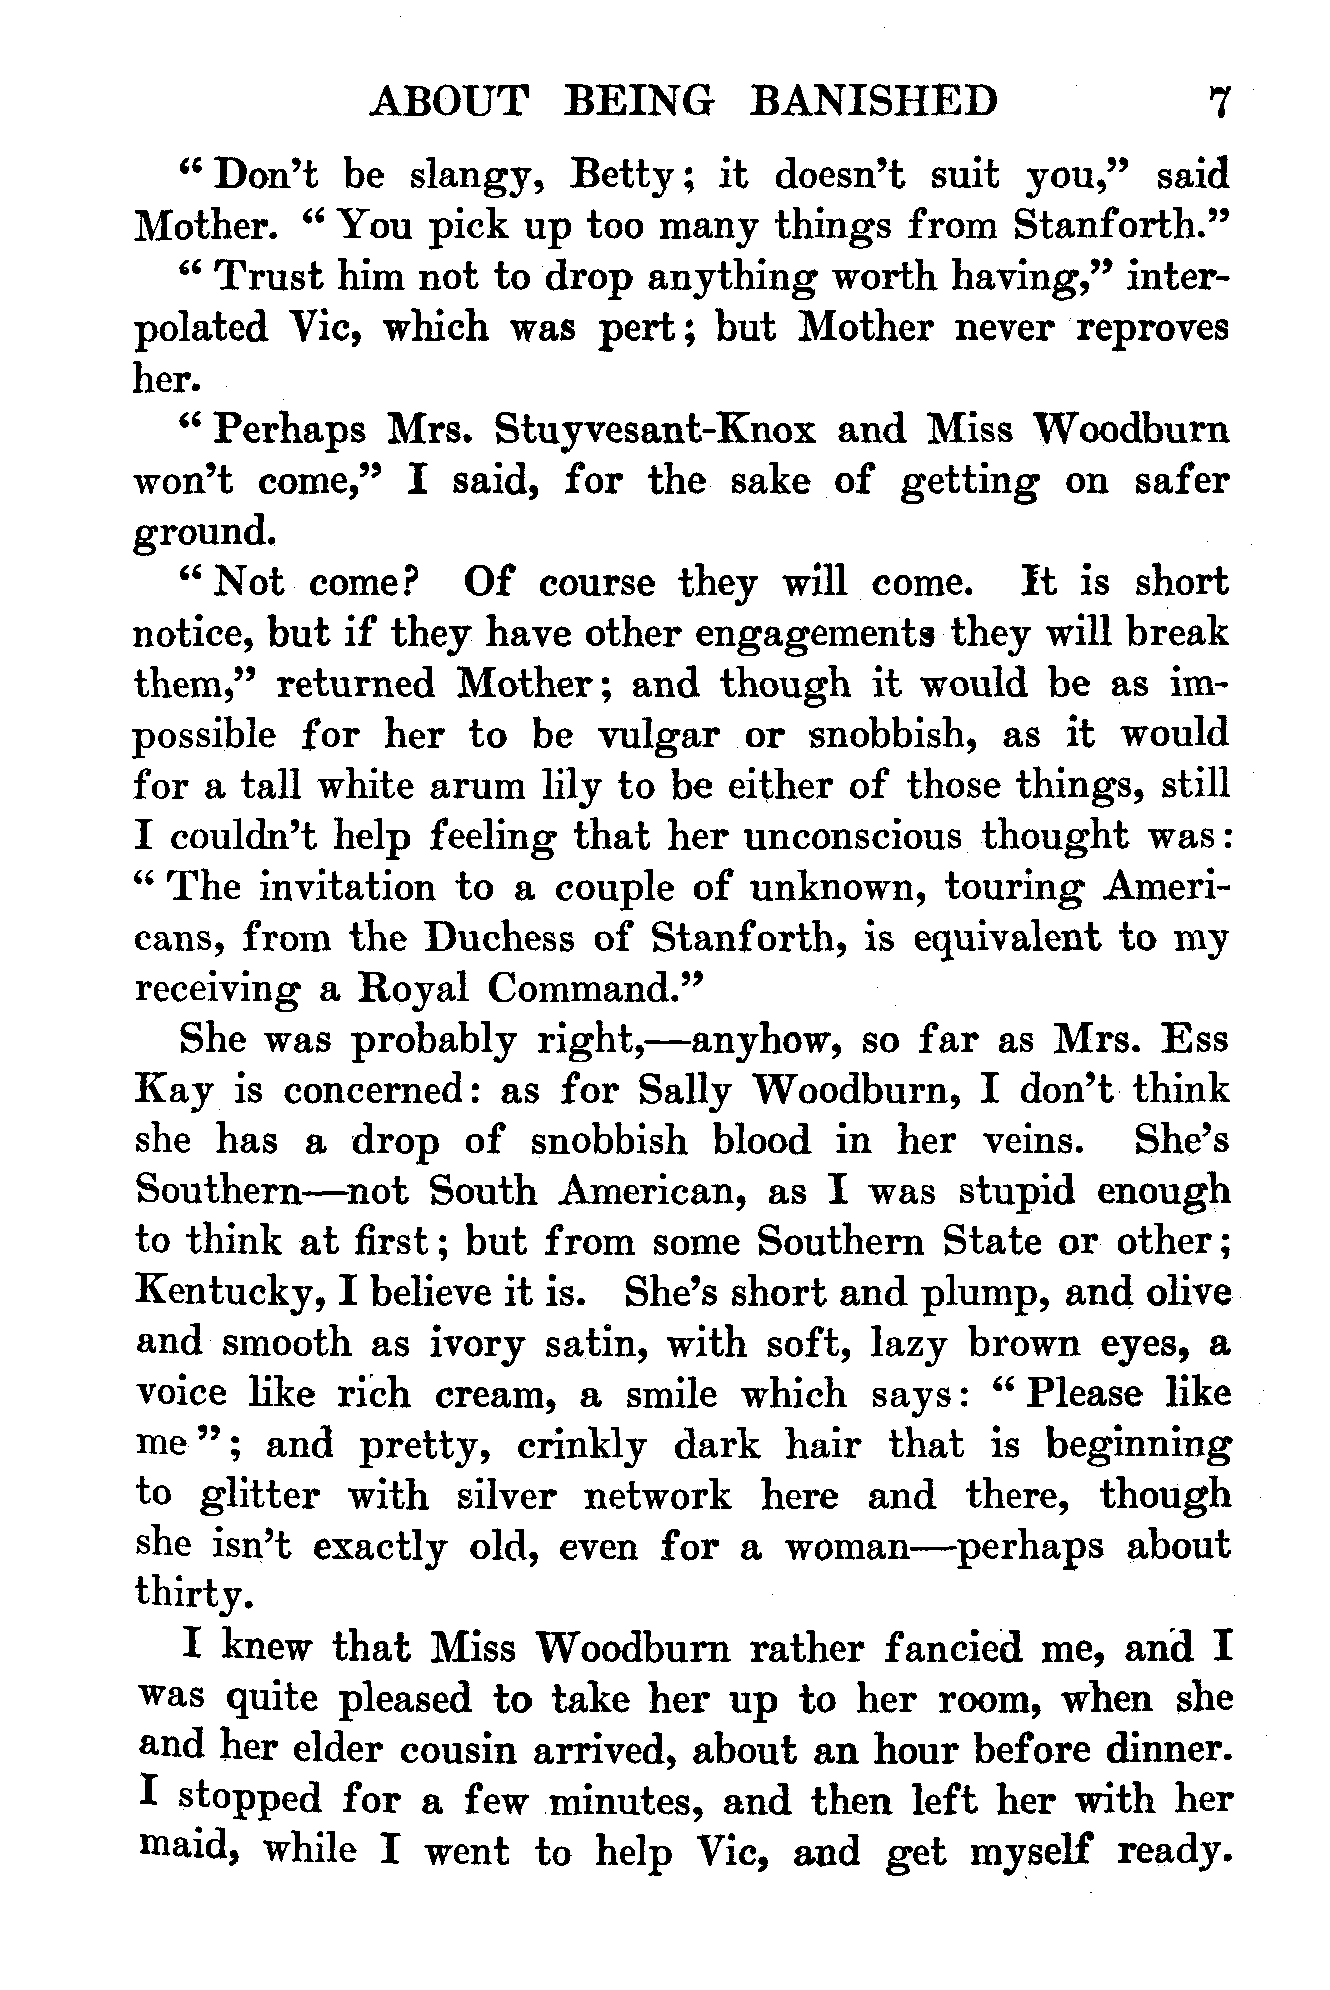 ABOUT BEING BANISHED 7
“Don’t be slangy, Betty; it doesn’t suit you,” said
Mother. “You pick up too many things from Stanforth.”
“Trust him not to drop anything worth having,” inter-
polated Vic, which was pert; but Mother never reproves
her.
“Perhaps Mrs. Stuyvesant-Knox and Miss Woodburn
won’t come,” I said, for the sake of getting on safer
ground.
“Not come? Of course they will come. It is short
notice, but if they have other engagements they will break
them,” returned Mother; and though it would be as im-
possible for her to be vulgar or snobbish, as it would
for a tall white arum lily to be either of those things, still
I couldn’t help feeling that her unconscious thought was:
“The invitation to a couple of unknown, touring Ameri-
cans, from the Duchess of Stanforth, is equivalent to my
receiving a Royal Command.”
She was probably right,—anyhow, so far as Mrs. Ess
Kay is concerned: as for Sally Woodburn, I don’t think
she has a drop of snobbish blood in her veins. She’s
Southern—not South American, as I was stupid enough
to think at first; but from some Southern State or other;
Kentucky, I believe it is. She’s short and plump, and olive
and smooth as ivory satin, with soft, lazy brown eyes, a
voice like rich cream, a smile which says: “Please like
me”; and pretty, crinkly dark hair that is beginning
to glitter with silver network here and there, though
she isn’t exactly old, even for a woman—perhaps about
thirty.
I knew that Miss Woodburn rather fancied me, and I
was quite pleased to take her up to her room, when she
and her elder cousin arrived, about an hour before dinner.
I stopped for a few minutes, and then left her with her
maid, while I went to help Vic, and get myself ready.